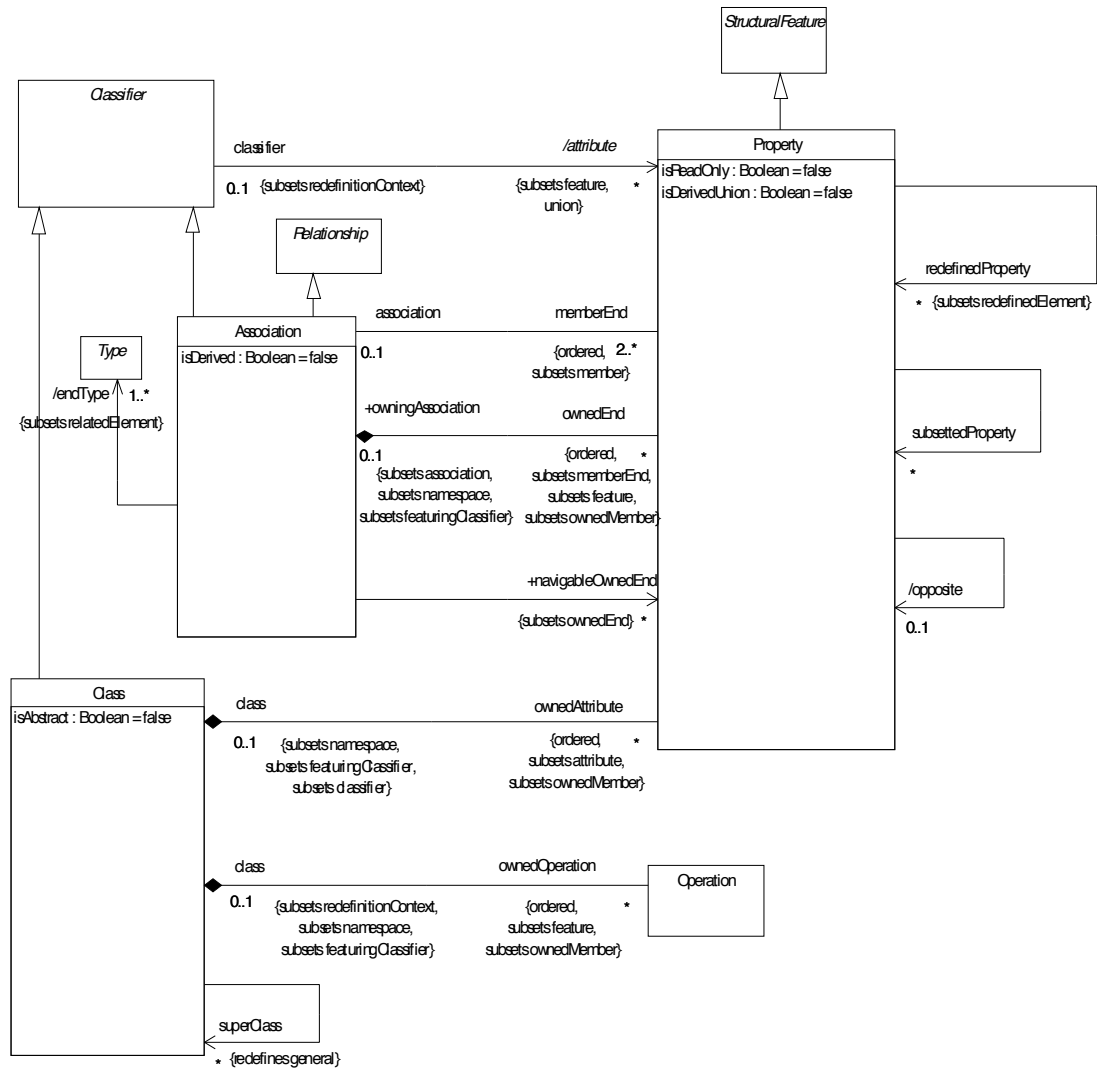 StructuralFeature
Classifier
classifier
/attribute
0..1
{subsets redefinitionContext}
{subsets feature,
union}
*
Property
isReadOnly : Boolean = false
isDerivedUnion : Boolean = false
Relationship
redefinedProperty
* {subsets redefinedElement}
Association
isDerived : Boolean = false
association
memberEnd
0..1
{ordered,
subsets member}
2..*
Type
/endType
1..*
{subsets relatedElement}
+owningAssociation
ownedEnd
0..1
{subsets association,
subsets namespace,
subsets featuringClassifier}
{ordered,
subsets memberEnd,
subsets feature,
subsets ownedMember}
*
subsettedProperty
*
+navigableOwnedEnd
{subsets ownedEnd} *
/opposite
0..1
Class
isAbstract : Boolean = false
class
ownedAttribute
0..1
{subsets namespace,
subsets featuringClassifier,
subsets classifier}
{ordered,
subsets attribute,
subsets ownedMember}
*
class
ownedOperation
0..1
{subsets redefinitionContext,
subsets namespace,
subsets featuringClassifier}
{ordered,
subsets feature,
subsets ownedMember}
*
Operation
superClass
* {redefines general}